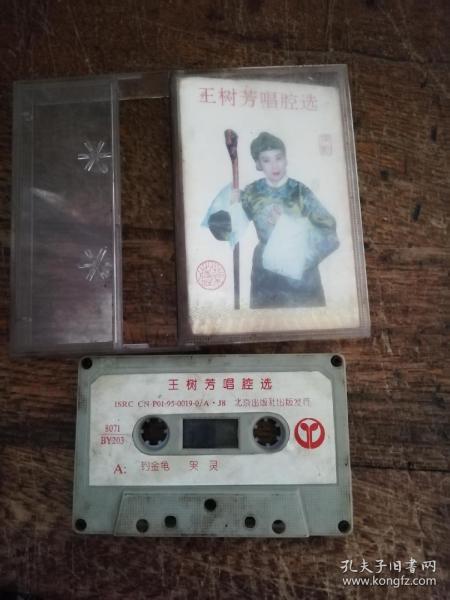 王树芳唱腔选
王树芳唱腔选
ISRC CN-P01-95-0019-0/A·J8 北京出版社出版发行
8071
BY203
A: 钓金龟 哭灵
孔夫子旧书网
www.kongfz.com